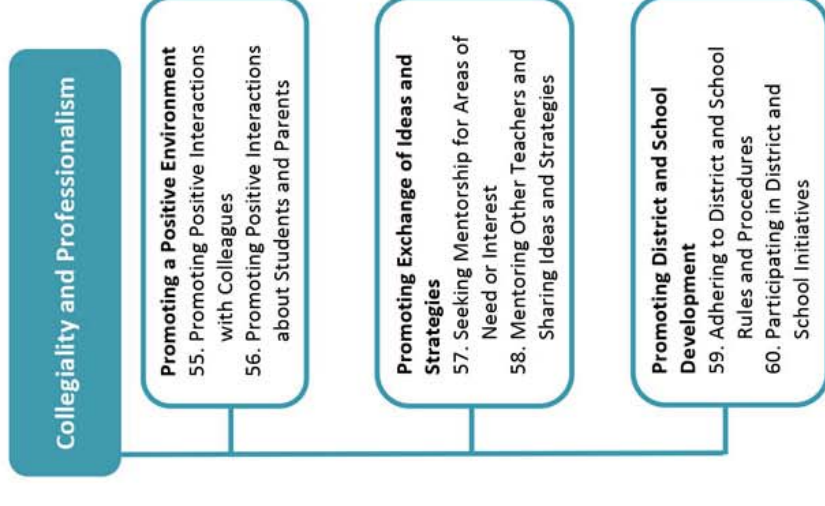 Collegiality and Professionalism
Promoting a Positive Environment
55. Promoting Positive Interactions
with Colleagues
56. Promoting Positive Interactions
about Students and Parents
Promoting Exchange of Ideas and
Strategies
57. Seeking Mentorship for Areas of
Need or Interest
58. Mentoring Other Teachers and
Sharing Ideas and Strategies
Promoting District and School
Development
59. Adhering to District and School
Rules and Procedures
60. Participating in District and
School Initiatives